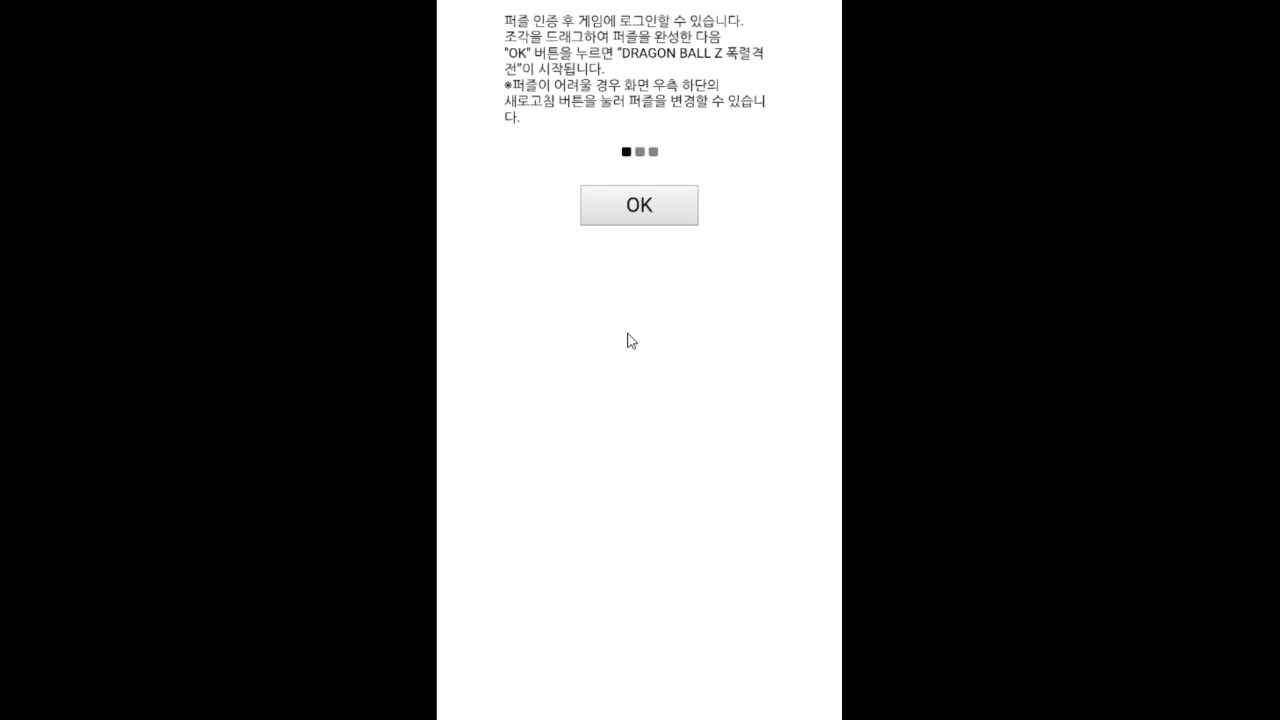 퍼즐 인증 후 게임에 로그인할 수 있습니다.
조각을 드래그하여 퍼즐을 완성한 다음
"OK" 버튼을 누르면 “DRAGON BALL Z 폭렬격
전”이 시작됩니다.
※퍼즐이 어려울 경우 화면 우측 하단의
새로고침 버튼을 눌러 퍼즐을 변경할 수 있습니
다.
OK